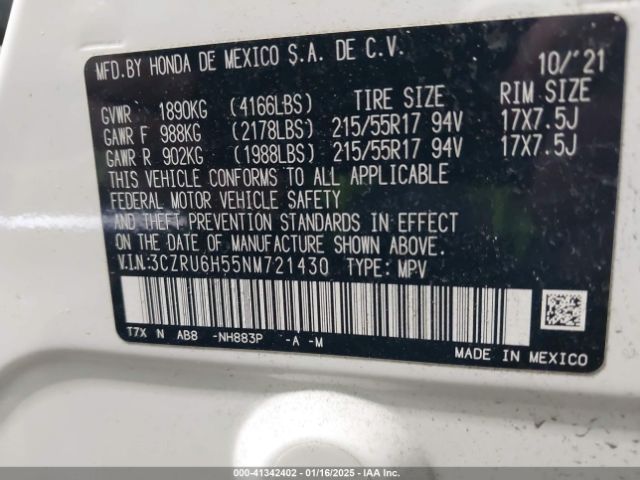 MFD.BY HONDA DE MEXICO S.A. DE C.V. 10/'21
GVWR 1890KG (4166LBS) TIRE SIZE RIM SIZE
GAWR F 988KG (2178LBS) 215/55R17 94V 17X7.5J
GAWR R 902KG (1988LBS) 215/55R17 94V 17X7.5J
THIS VEHICLE CONFORMS TO ALL APPLICABLE
FEDERAL MOTOR VEHICLE SAFETY
AND THEFT PREVENTION STANDARDS IN EFFECT
ON THE DATE OF MANUFACTURE SHOWN ABOVE.
V.I.N.:3CZRU6H55NM721430 TYPE: MPV
T7X N AB8 -NH883P -A -M
MADE IN MEXICO
000-41342402 - 01/16/2025 - IAAI.CA